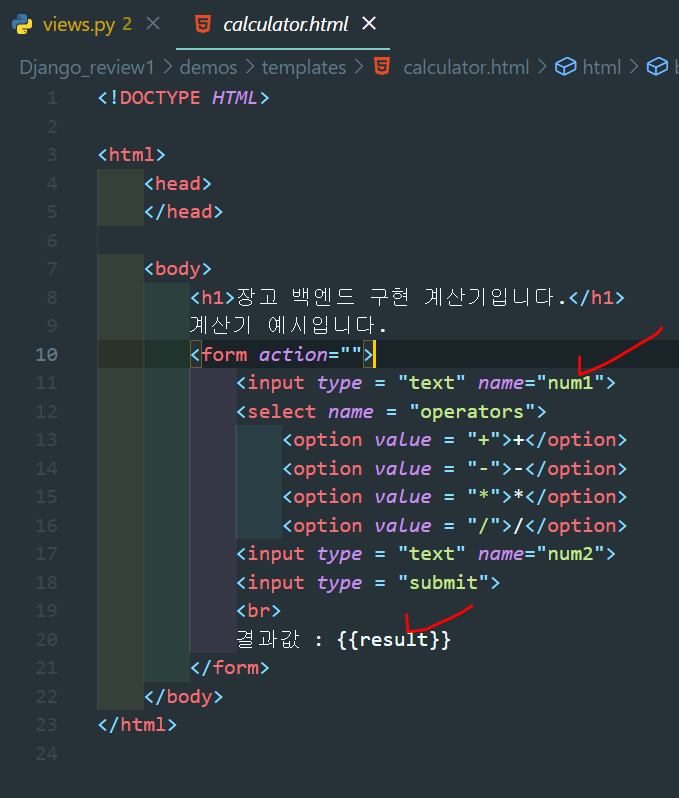 views.py 2 calculator.html
Django_review1 > demos > templates > calculator.html > html >
1 <!DOCTYPE HTML>
2
3 <html>
4 <head>
5 </head>
6
7 <body>
8 <h1>장고 백엔드 구현 계산기입니다.</h1>
9 계산기 예시입니다.
10 <form action="">
11 <input type = "text" name="num1">
12 <select name = "operators">
13 <option value = "+">+</option>
14 <option value = "-">-</option>
15 <option value = "*">*</option>
16 <option value = "/">/</option>
17 <input type = "text" name="num2">
18 <input type = "submit">
19 <br>
20 결과값 : {{result}}
21 </form>
22 </body>
23 </html>
24